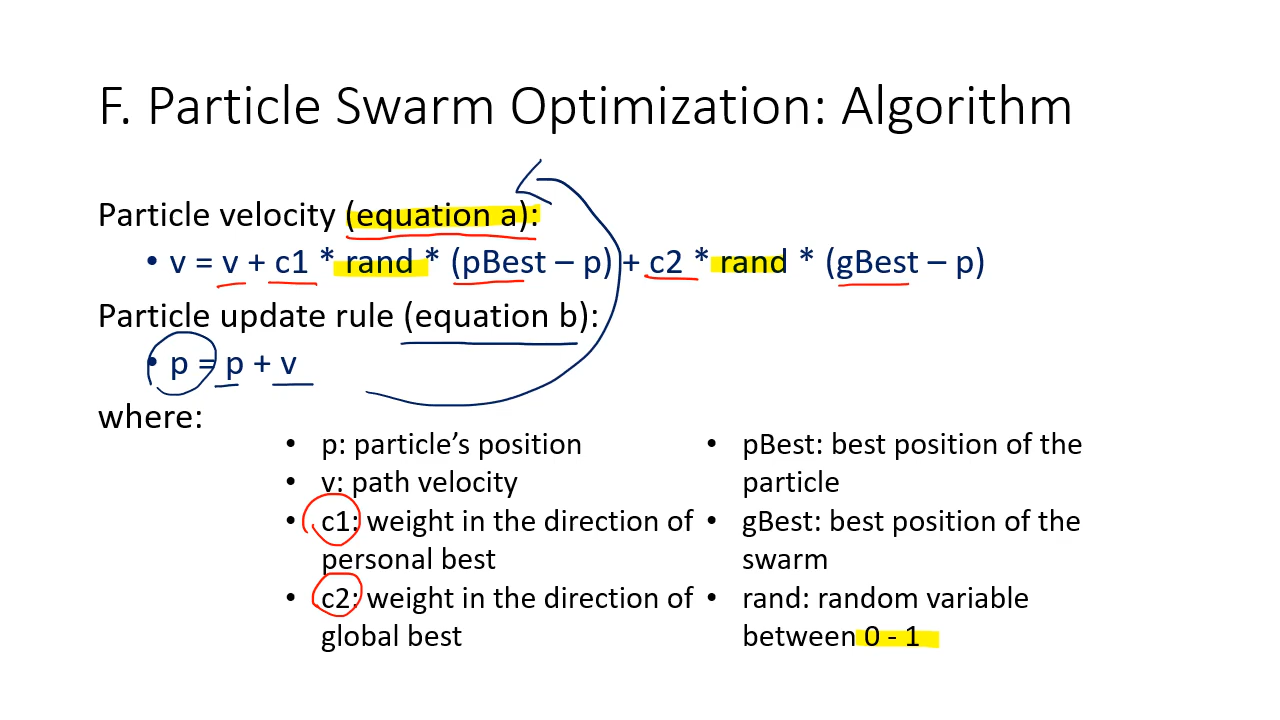 F. Particle Swarm Optimization: Algorithm
Particle velocity (equation a):
• v = v + c1 * rand * (pBest – p) + c2 * rand * (gBest – p)
Particle update rule (equation b):
• p = p + v
where:
• p: particle’s position
• v: path velocity
• c1: weight in the direction of
personal best
• c2: weight in the direction of
global best
• pBest: best position of the
particle
• gBest: best position of the
swarm
• rand: random variable
between 0 - 1